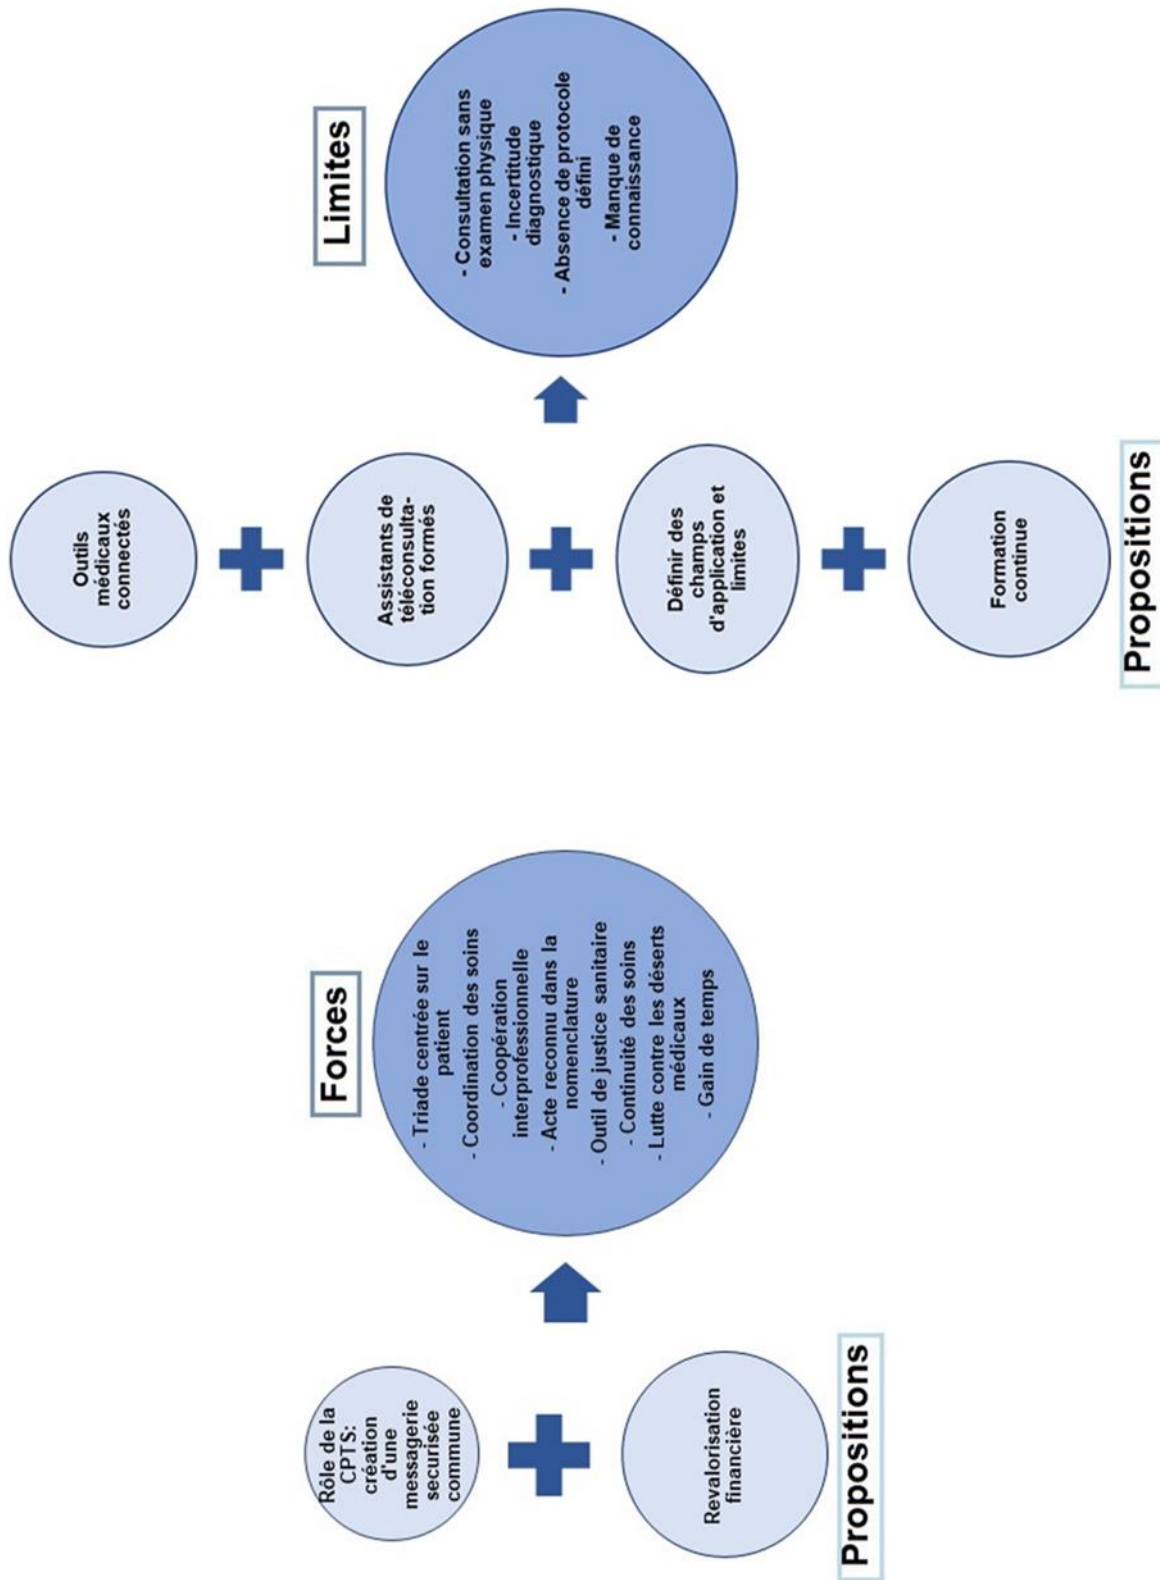 Forces
Rôle de la
CPTS:
création
d'une
messagerie
securisée
commune
Revalorisation
financière
Propositions
- Triade centrée sur le
patient
- Coordination des soins
- Coopération
interprofessionnelle
- Acte reconnu dans la
nomenclature
- Outil de justice sanitaire
- Continuité des soins
- Lutte contre les déserts
médicaux
- Gain de temps
Limites
Outils
médicaux
connectés
Assistants de
téléconsulta-
tion formés
Définir des
champs
d'application et
limites
Formation
continue
Propositions
- Consultation sans
examen physique
- Incertitude
diagnostique
- Absence de protocole
défini
- Manque de
connaissance